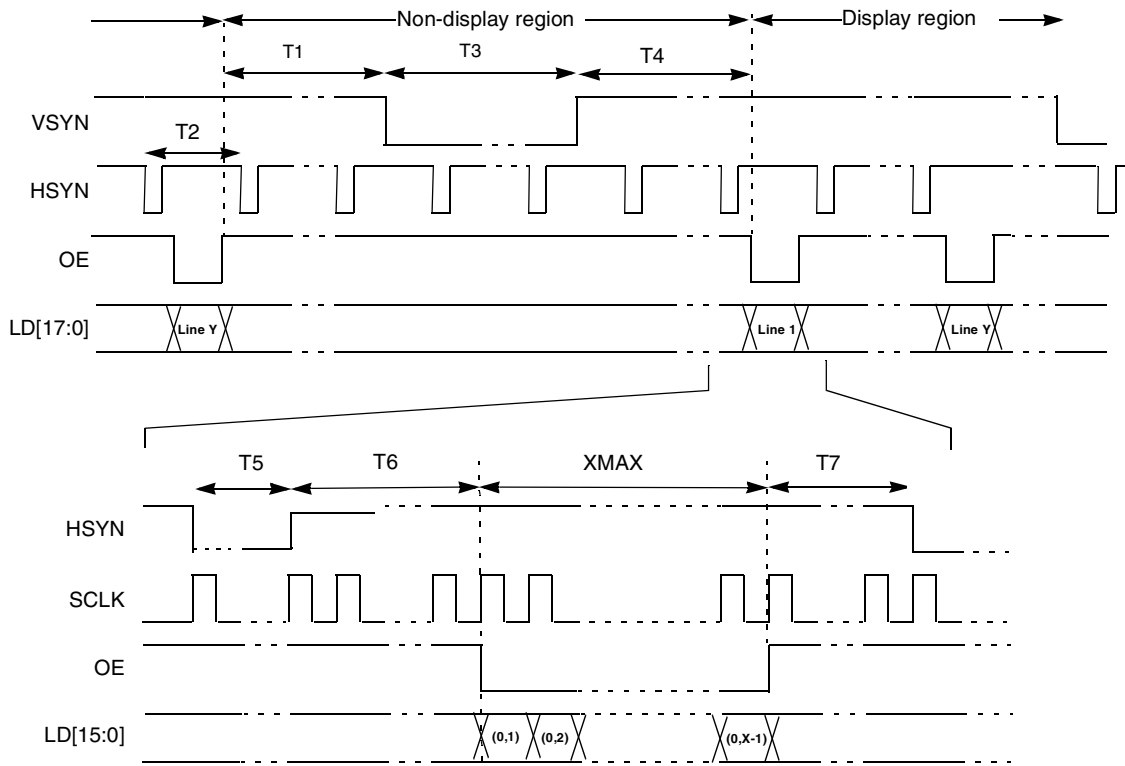 Non-display region
Display region
T1
T3
T4
VSYN
T2
HSYN
OE
LD[17:0]
Line Y
Line 1
Line Y
T5
T6
XMAX
T7
HSYN
SCLK
OE
LD[15:0]
(0,1)
(0,2)
(0,X-1)